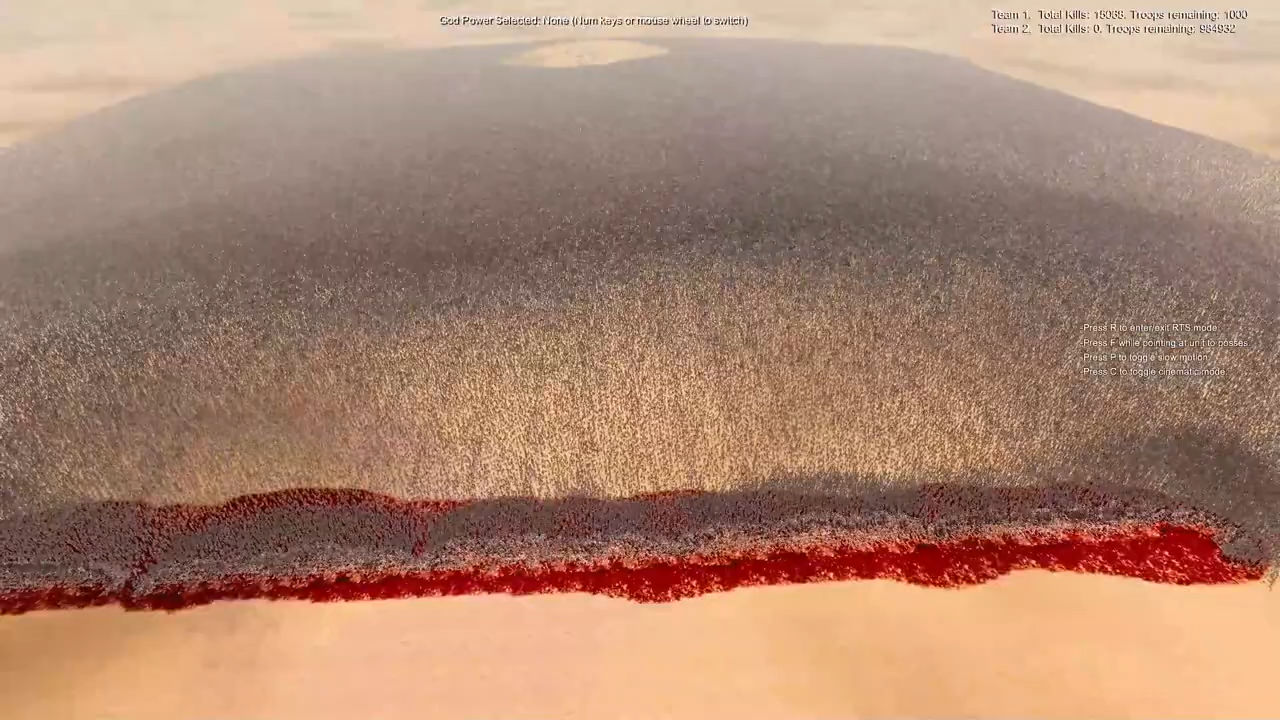 God Power Selected: None (Num keys or mouse wheel to switch)
Team 1. Total Kills: 15068. Troops remaining: 1000
Team 2. Total Kills: 0. Troops remaining: 984932
-Press R to enter/exit RTS mode.
-Press F while pointing at unit to posses
-Press P to toggle slow motion.
-Press C to toggle cinematic mode.